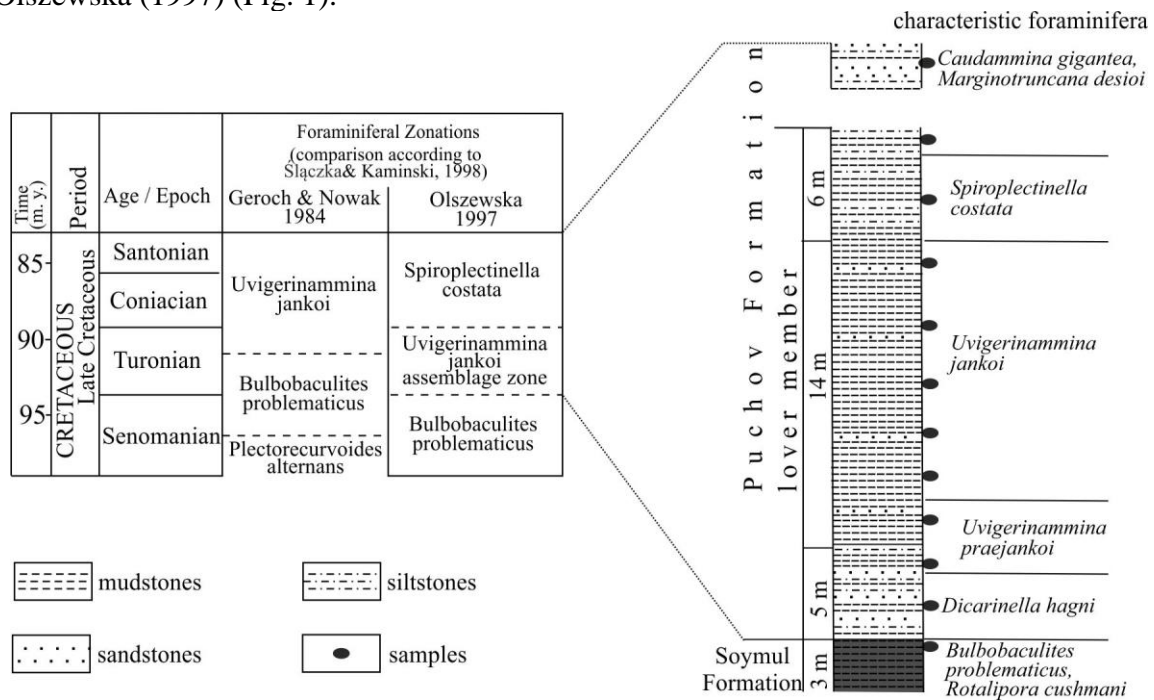 Olszewska (1997) (Fig. 1).
characteristic foraminifera
Caudammina gigantea,
Marginotruncana desioi
Time
(m. y.)
Period
Age / Epoch
Foraminiferal Zonations
(comparison according to
Ślączka& Kaminski, 1998)
Geroch & Nowak
1984
Olszewska
1997
85
90
95
CRETACEOUS
Late Cretaceous
Santonian
Coniacian
Turonian
Senomanian
Uvigerinammina
jankoi
Bulbobaculites
problematicus
Plectorecurvoides
alternans
Spiroplectinella
costata
Uvigerinammina
jankoi
assemblage zone
Bulbobaculites
problematicus
Puchov Formation
lover member
6 m
14 m
5 m
Soymul
Formation
3 m
Spiroplectinella
costata
Uvigerinammina
jankoi
Uvigerinammina
praejankoi
Dicarinella hagni
Bulbobaculites
problematicus,
Rotalipora cushmani
mudstones
siltstones
sandstones
samples